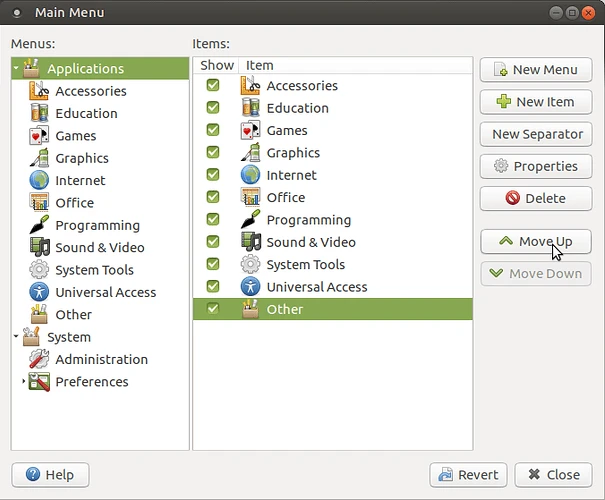 Main Menu
Menus:
Applications
Accessories
Education
Games
Graphics
Internet
Office
Programming
Sound & Video
System Tools
Universal Access
Other
System
Administration
Preferences
Items:
Show Item
Accessories
Education
Games
Graphics
Internet
Office
Programming
Sound & Video
System Tools
Universal Access
Other
New Menu
New Item
New Separator
Properties
Delete
Move Up
Move Down
Help
Revert
Close